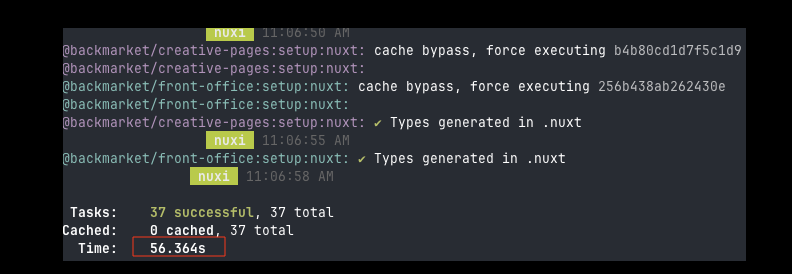 nuxi 11:06:50 AM
@backmarket/creative-pages:setup:nuxt: cache bypass, force executing b4b80cd1d7f5c1d9
@backmarket/creative-pages:setup:nuxt:
@backmarket/front-office:setup:nuxt: cache bypass, force executing 256b438ab262430e
@backmarket/front-office:setup:nuxt:
@backmarket/creative-pages:setup:nuxt: ✔ Types generated in .nuxt
nuxi 11:06:55 AM
@backmarket/front-office:setup:nuxt: ✔ Types generated in .nuxt
nuxi 11:06:58 AM
Tasks: 37 successful, 37 total
Cached: 0 cached, 37 total
Time: 56.364s